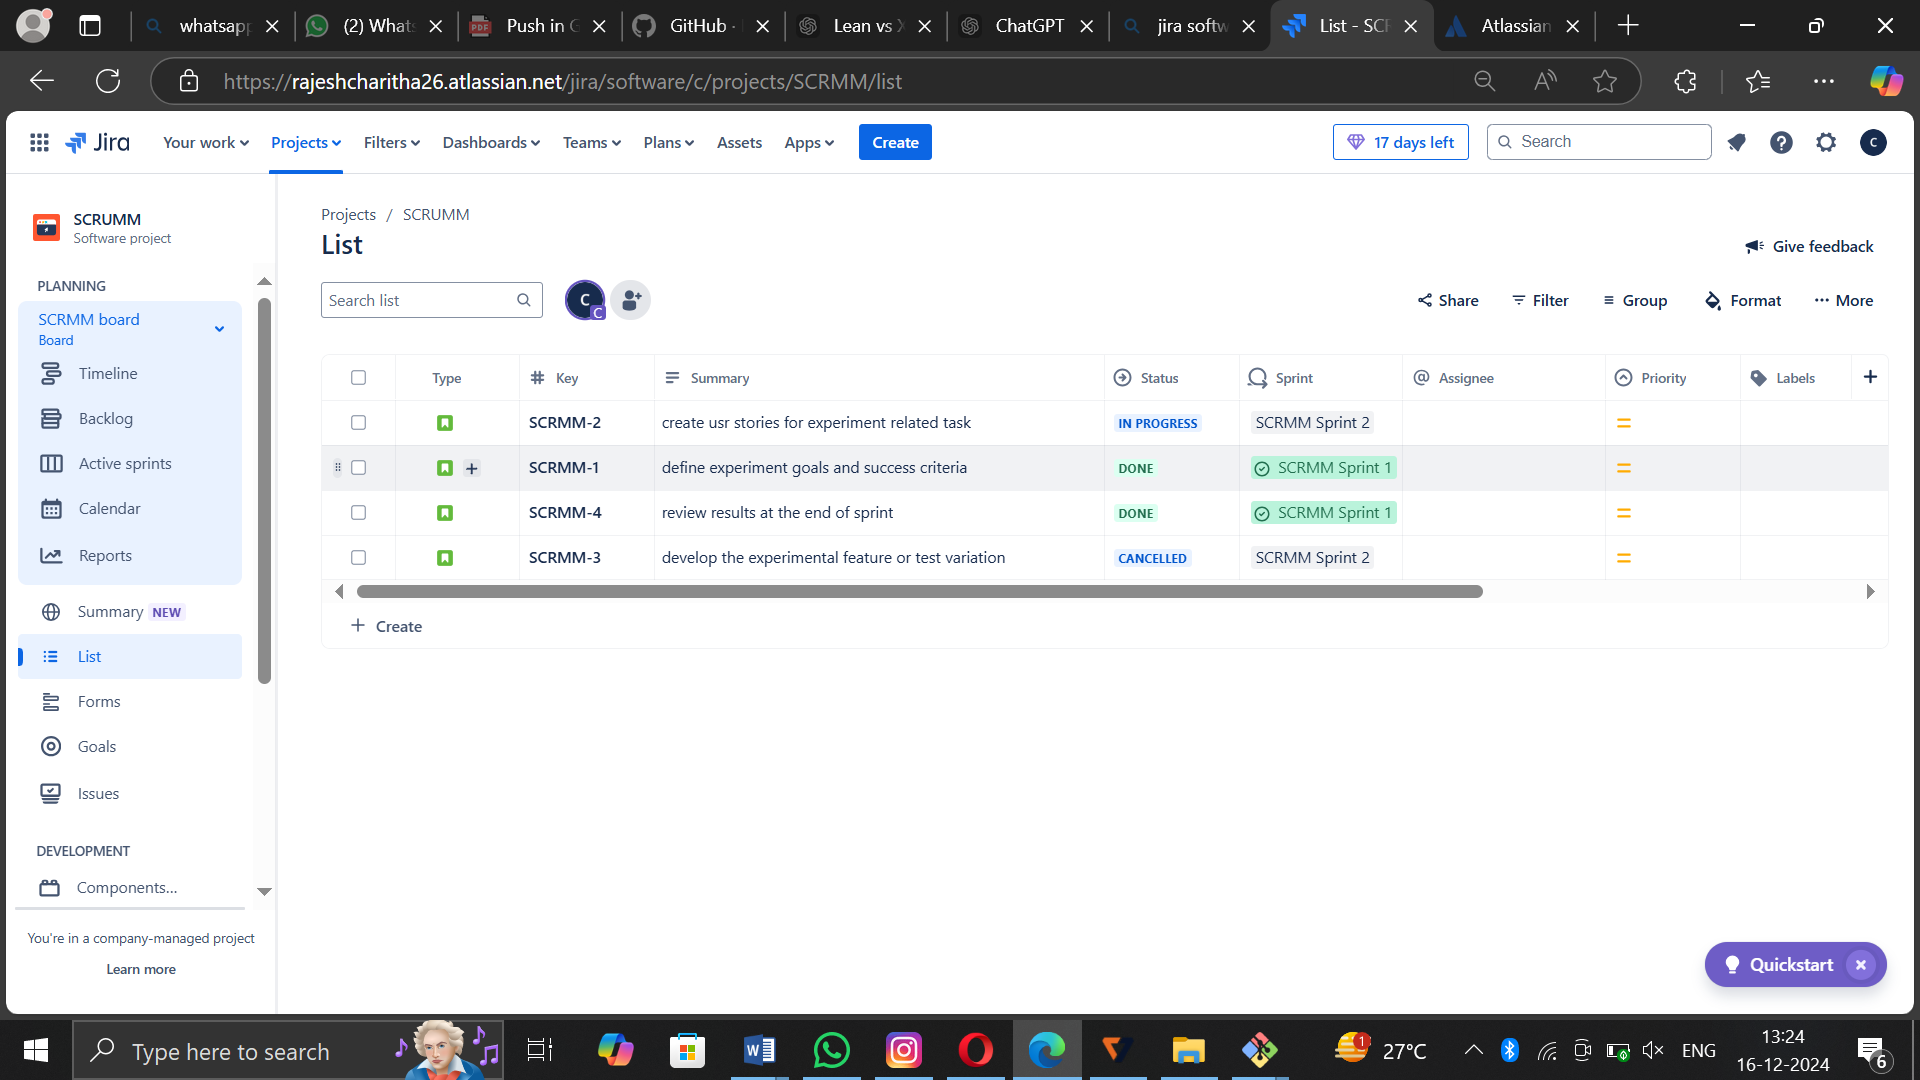 whatsapp
(2) Whats
Push in G
GitHub ·
Lean vs X
ChatGPT
jira softw
List - SCR
Atlassian
https://rajeshcharitha26.atlassian.net/jira/software/c/projects/SCRMM/list
Jira
Your work
Projects
Filters
Dashboards
Teams
Plans
Assets
Apps
Create
17 days left
Search
C
SCRUMM
Software project
PLANNING
SCRMM board
Board
Timeline
Backlog
Active sprints
Calendar
Reports
Summary NEW
List
Forms
Goals
Issues
DEVELOPMENT
Components...
You're in a company-managed project
Learn more
Projects / SCRUMM
List
Give feedback
Search list
C
C
Share
Filter
Group
Format
More
Type
Key
Summary
Status
Sprint
Assignee
Priority
Labels
SCRMM-2 create usr stories for experiment related task IN PROGRESS SCRMM Sprint 2
SCRMM-1 define experiment goals and success criteria DONE SCRMM Sprint 1
SCRMM-4 review results at the end of sprint DONE SCRMM Sprint 1
SCRMM-3 develop the experimental feature or test variation CANCELLED SCRMM Sprint 2
+ Create
Quickstart
Type here to search
1
27°C
ENG
13:24
16-12-2024
6